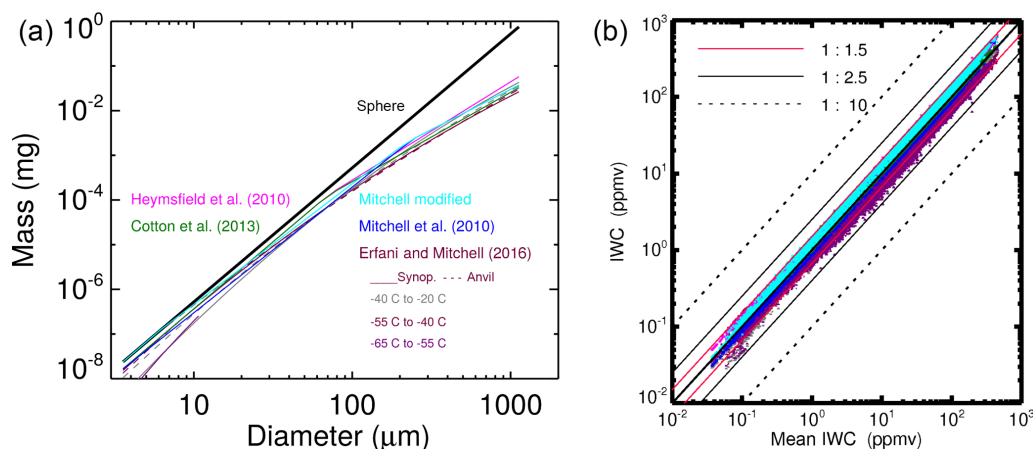 (a)
Mass (mg)
10^0
10^-2
10^-4
10^-6
10^-8
Sphere
Heymsfield et al. (2010)
Mitchell modified
Cotton et al. (2013)
Mitchell et al. (2010)
Erfani and Mitchell (2016)
____Synop. - - - Anvil
-40 C to -20 C
-55 C to -40 C
-65 C to -55 C
10 100 1000
Diameter (μm)
(b)
IWC (ppmv)
10^3
10^2
10^1
10^0
10^-1
10^-2
1 : 1.5
1 : 2.5
1 : 10
10^-2 10^-1 10^0 10^1 10^2 10^3
Mean IWC (ppmv)